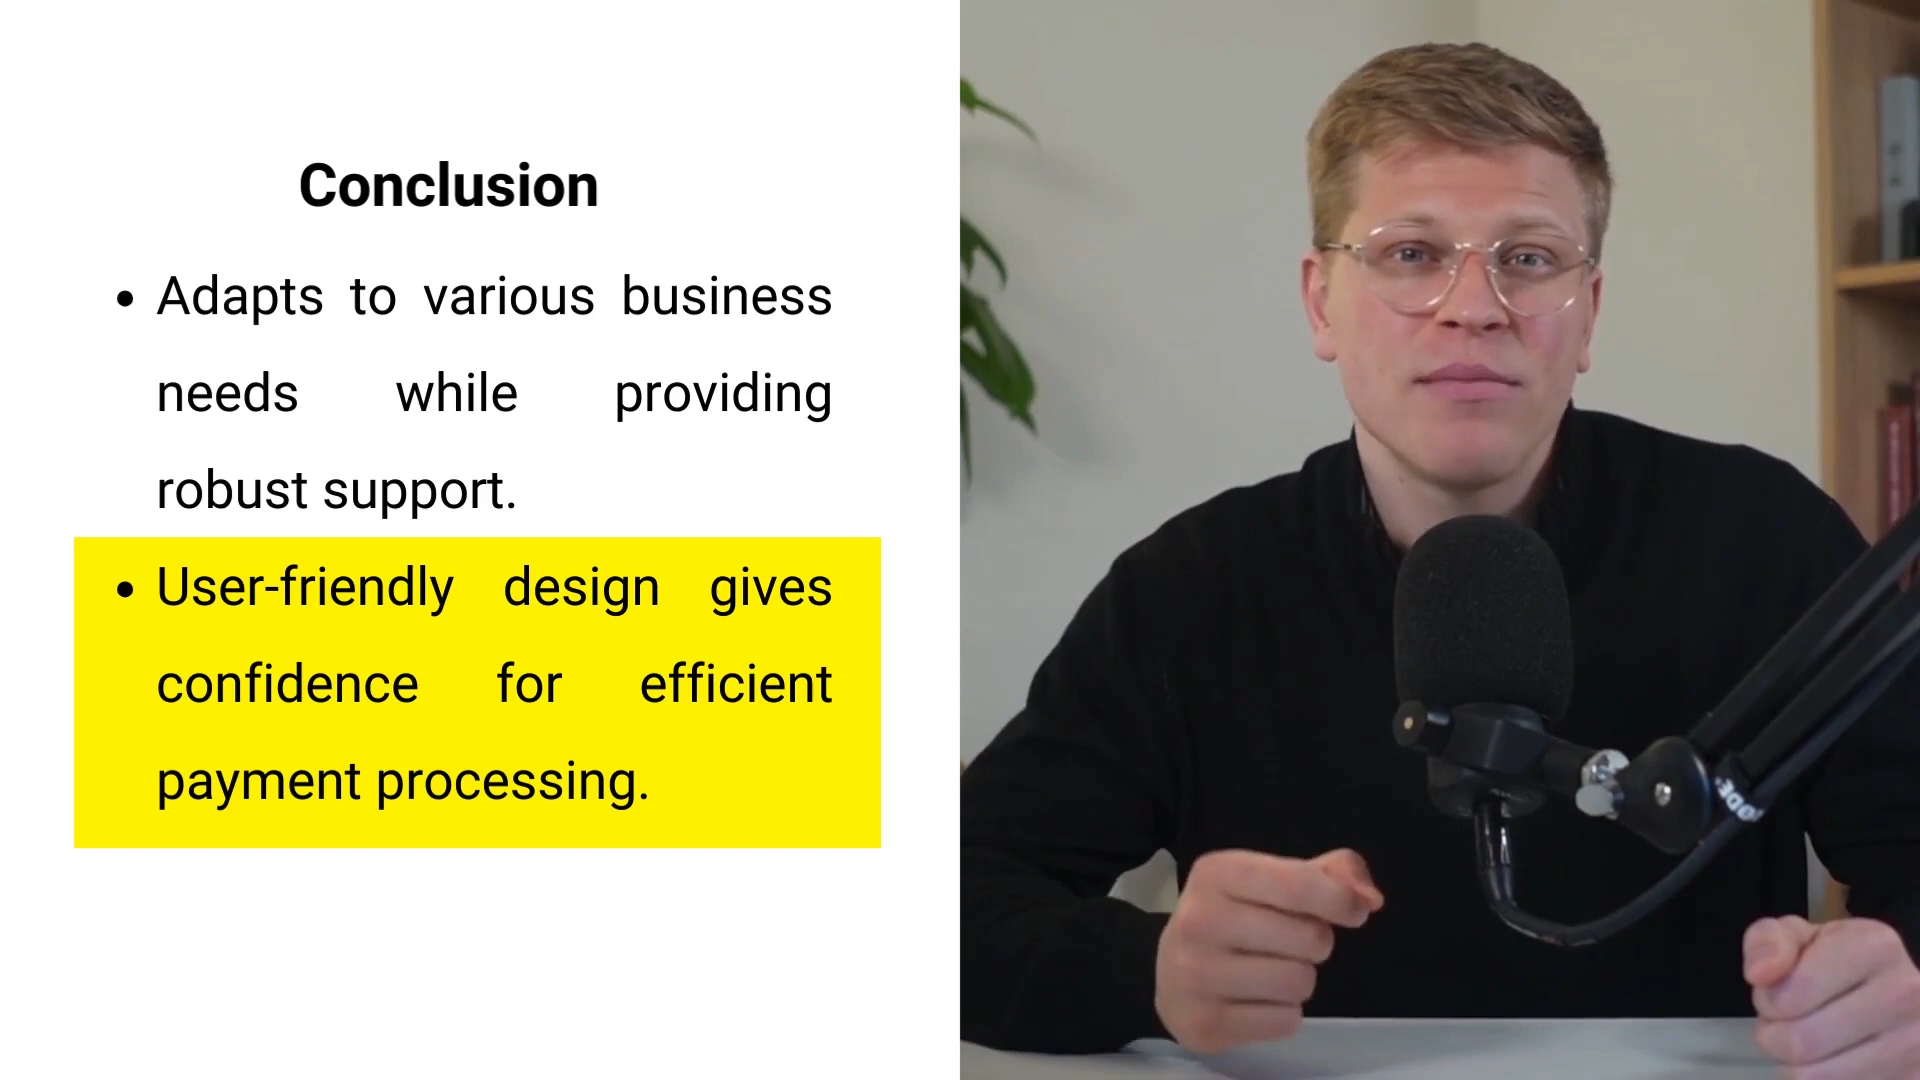 Conclusion
• Adapts to various business
needs while providing
robust support.
• User-friendly design gives
confidence for efficient
payment processing.